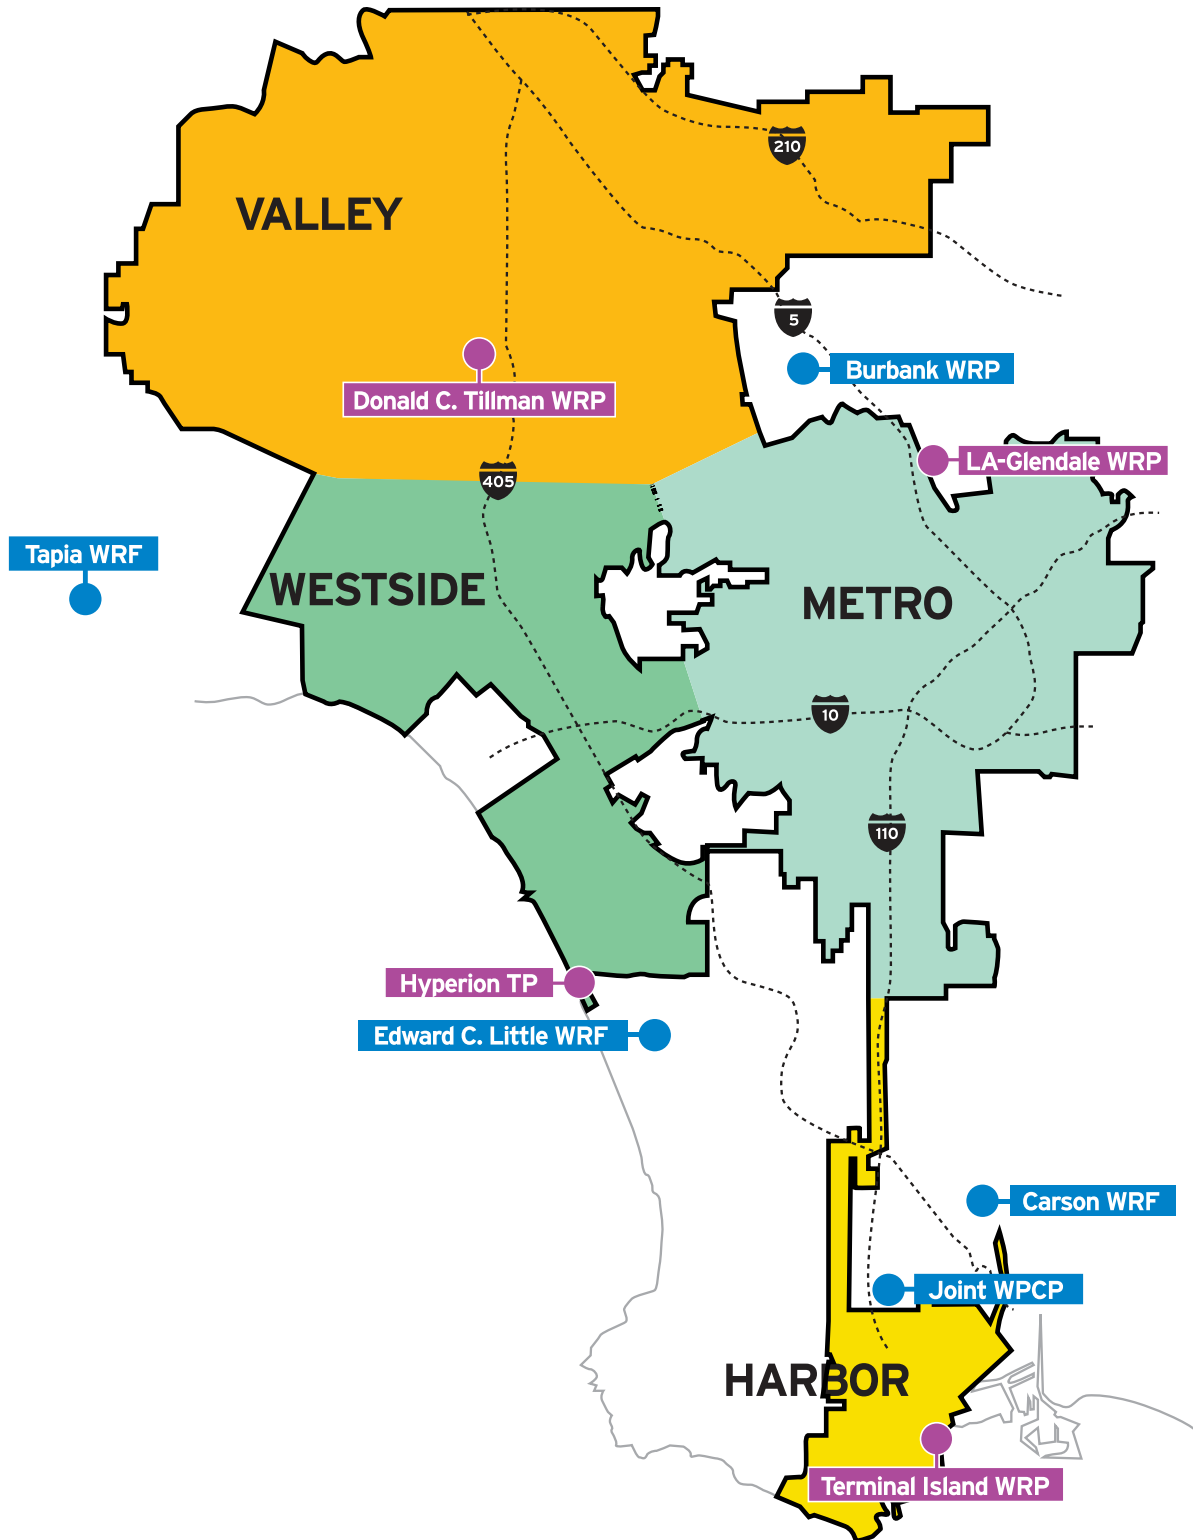 210
VALLEY
5
Burbank WRP
Donald C. Tillman WRP
LA-Glendale WRP
405
Tapia WRF
WESTSIDE
METRO
10
110
Hyperion TP
Edward C. Little WRF
Carson WRF
Joint WPCP
HARBOR
Terminal Island WRP